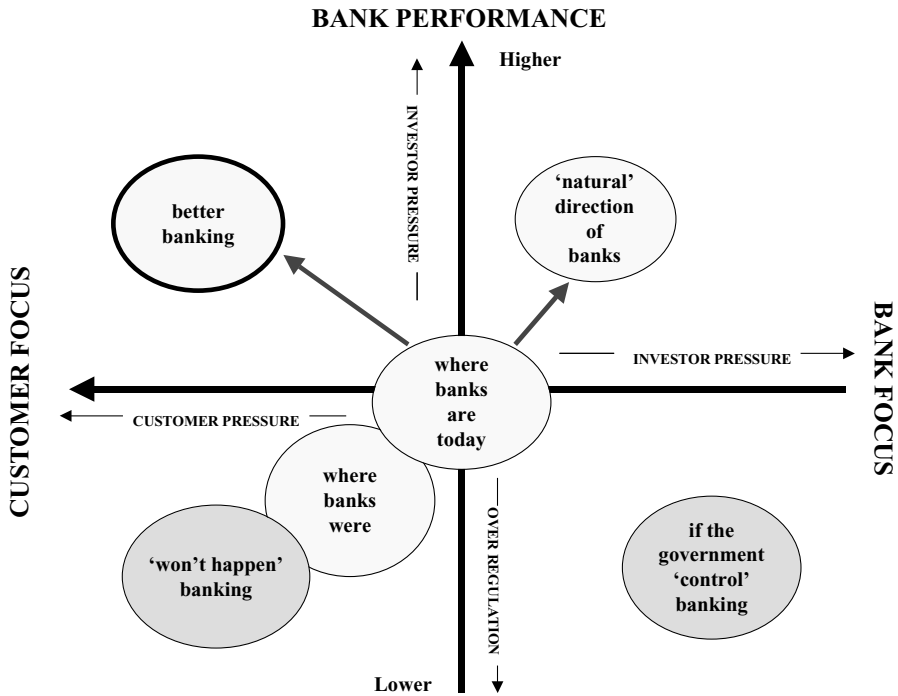 BANK PERFORMANCE
Higher
INVESTOR PRESSURE
better
banking
‘natural’
direction
of
banks
CUSTOMER FOCUS
BANK FOCUS
where
banks
are
today
INVESTOR PRESSURE
CUSTOMER PRESSURE
where
banks
were
‘won’t happen’
banking
OVER REGULATION
if the
government
‘control’
banking
Lower